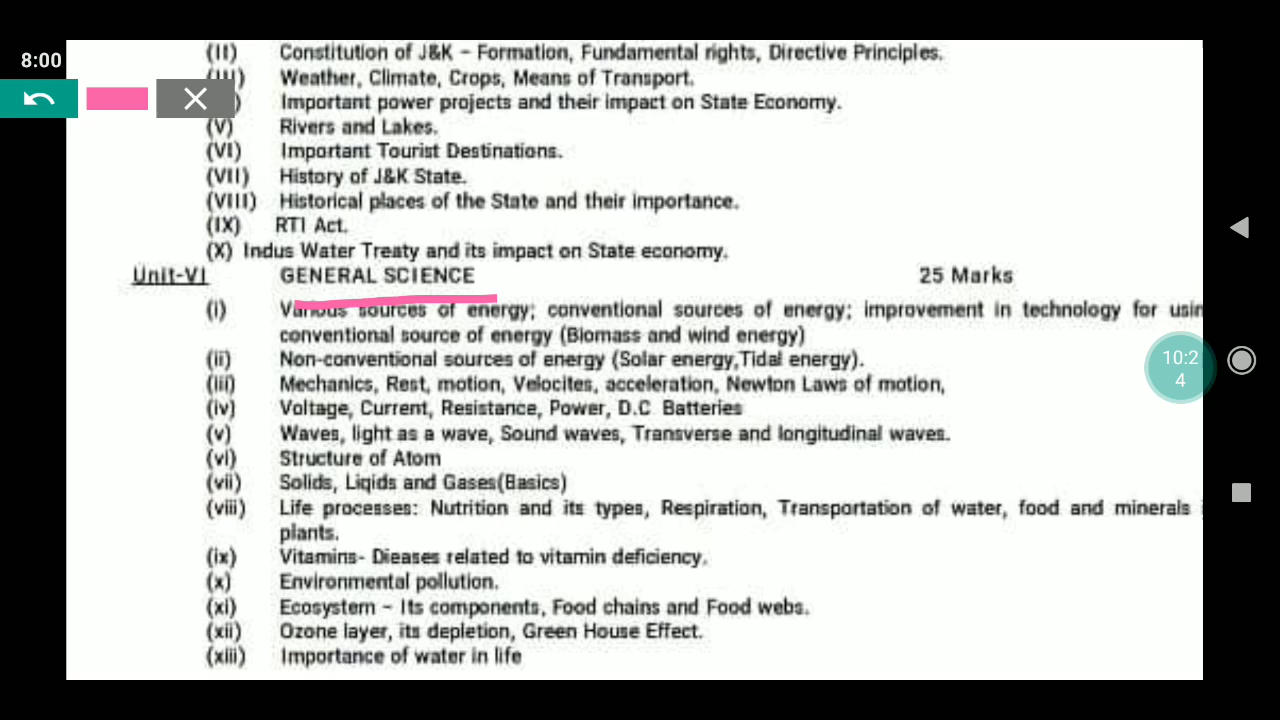 (II) Constitution of J&K – Formation, Fundamental rights, Directive Principles.
8:00
(III) Weather, Climate, Crops, Means of Transport.
) Important power projects and their impact on State Economy.
(V) Rivers and Lakes.
(VI) Important Tourist Destinations.
(VII) History of J&K State.
(VIII) Historical places of the State and their importance.
(IX) RTI Act.
(X) Indus Water Treaty and its impact on State economy.
Unit-VI GENERAL SCIENCE 25 Marks
(i) Various sources of energy; conventional sources of energy; improvement in technology for usin
conventional source of energy (Biomass and wind energy)
(ii) Non-conventional sources of energy (Solar energy,Tidal energy).
(iii) Mechanics, Rest, motion, Velocites, acceleration, Newton Laws of motion,
(iv) Voltage, Current, Resistance, Power, D.C Batteries
(v) Waves, light as a wave, Sound waves, Transverse and longitudinal waves.
(vi) Structure of Atom
(vii) Solids, Liqids and Gases(Basics)
(viii) Life processes: Nutrition and its types, Respiration, Transportation of water, food and minerals
plants.
(ix) Vitamins- Dieases related to vitamin deficiency.
(x) Environmental pollution.
(xi) Ecosystem – Its components, Food chains and Food webs.
(xii) Ozone layer, its depletion, Green House Effect.
(xiii) Importance of water in life
10:2
4